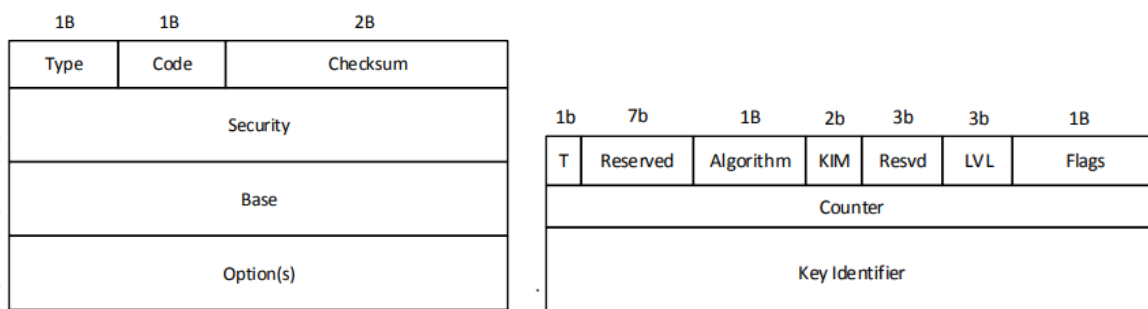 1B 1B 2B
Type Code Checksum
Security
Base
Option(s)
1b 7b 1B 2b 3b 3b 1B
T Reserved Algorithm KIM Resvd LVL Flags
Counter
Key Identifier